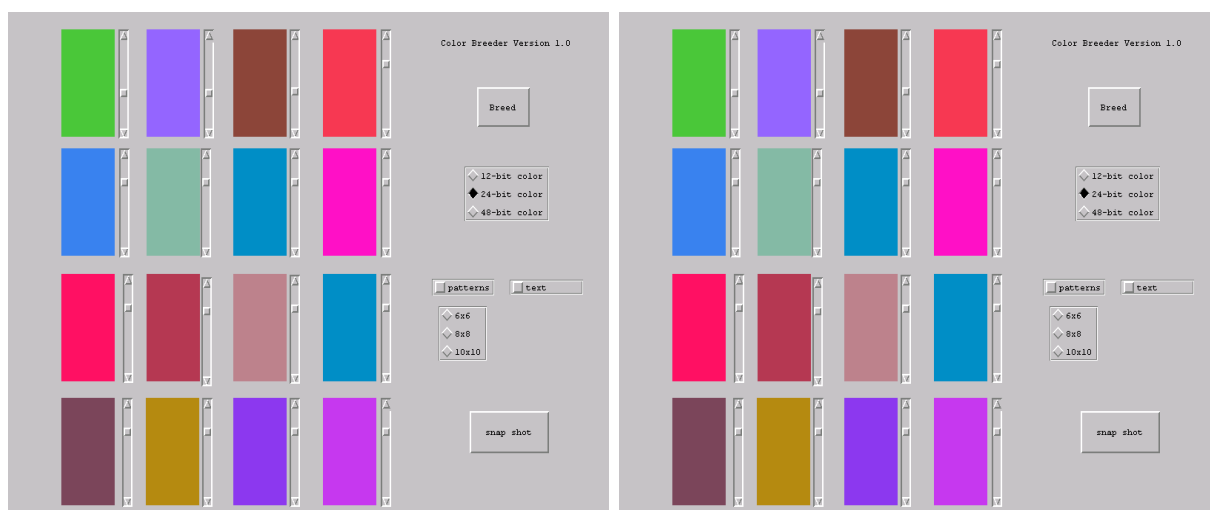 Color Breeder Version 1.0
Breed
12-bit color
24-bit color
48-bit color
patterns
text
6x6
8x8
10x10
snap shot
Color Breeder Version 1.0
Breed
12-bit color
24-bit color
48-bit color
patterns
text
6x6
8x8
10x10
snap shot